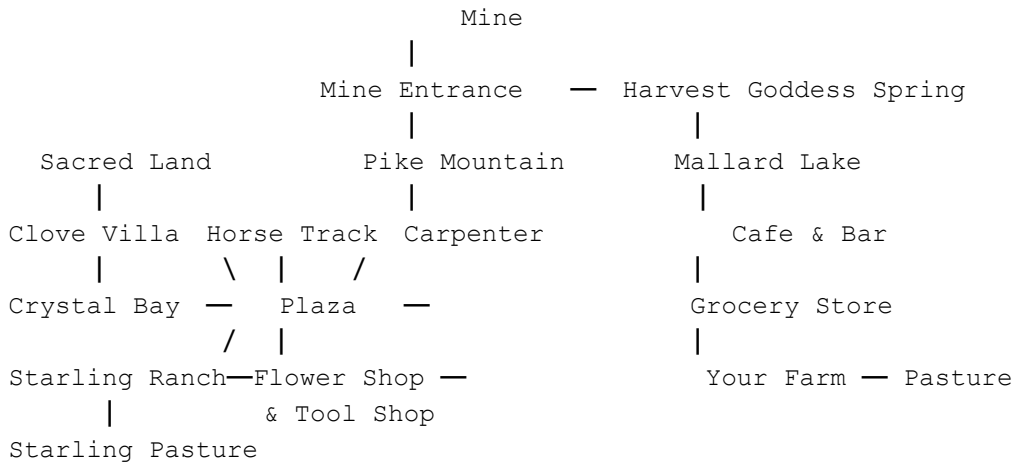 Mine
|
Mine Entrance — Harvest Goddess Spring
| |
Sacred Land Pike Mountain Mallard Lake
| | |
Clove Villa Horse Track Carpenter Cafe & Bar
| \ | / |
Crystal Bay — Plaza — Grocery Store
/ | |
Starling Ranch—Flower Shop — Your Farm — Pasture
| & Tool Shop
Starling Pasture